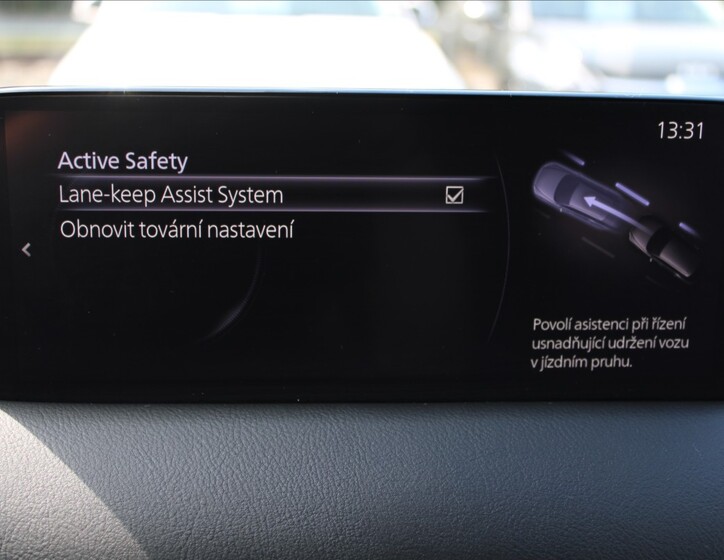 13:31
Active Safety
Lane-keep Assist System
Obnovit tovární nastavení
Povolí asistenci při řízení
usnadňující udržení vozu
v jízdním pruhu.